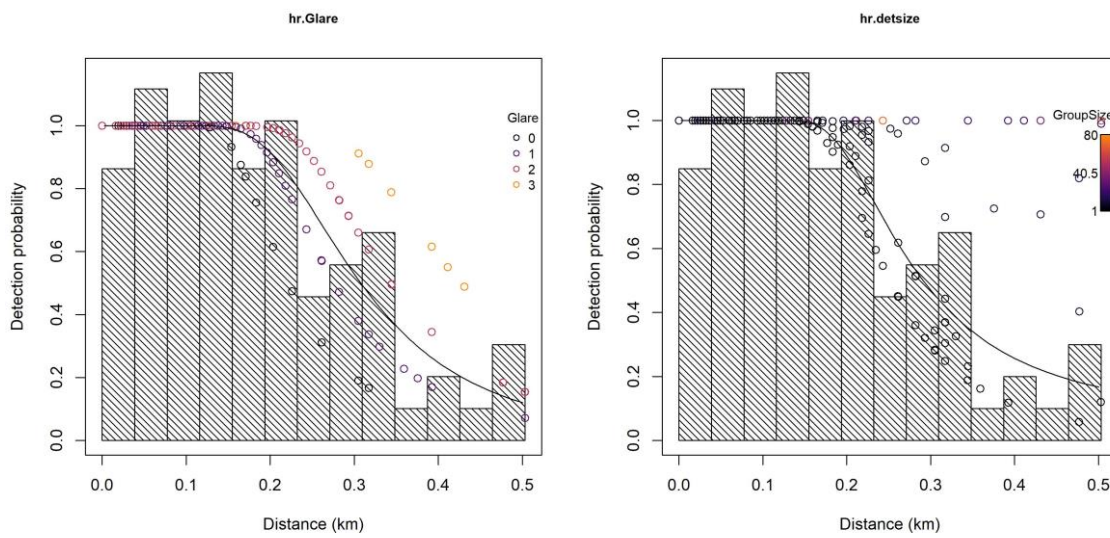 hr.Glare
Detection probability
1.0
0.8
0.6
0.4
0.2
0.0
Glare
0
1
2
3
0.0 0.1 0.2 0.3 0.4 0.5
Distance (km)
hr.detsize
Detection probability
1.0
0.8
0.6
0.4
0.2
0.0
GroupSize
80
40.5
1
0.0 0.1 0.2 0.3 0.4 0.5
Distance (km)